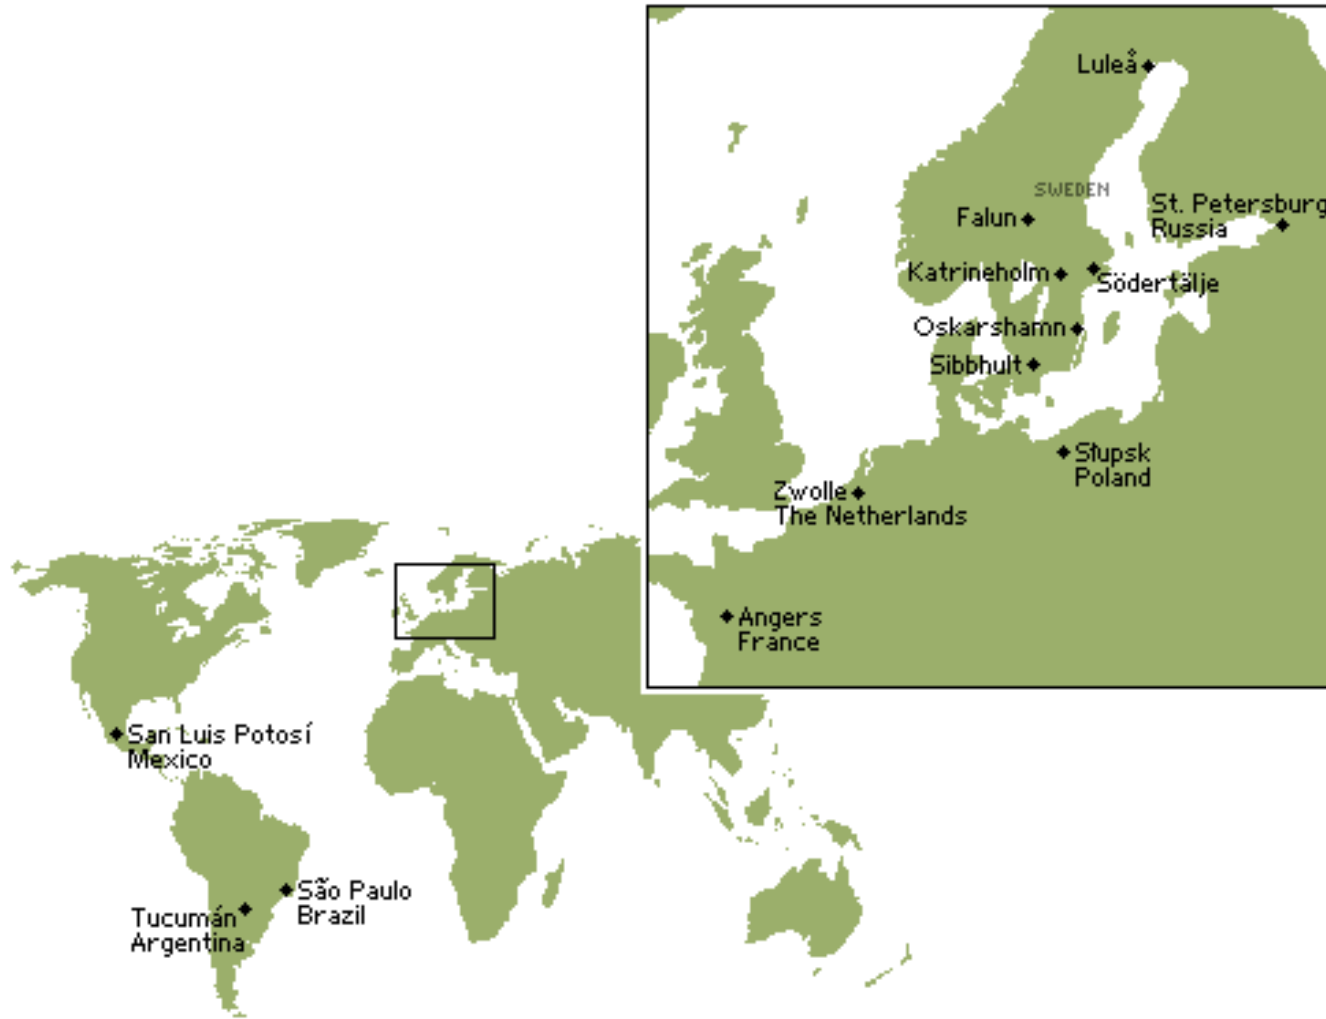 Luleå
SWEDEN
Falun
St. Petersburg
Russia
Katrineholm
Södertälje
Oskarshamn
Sibbhult
Słupsk
Poland
Zwolle
The Netherlands
Angers
France
San Luis Potosí
Mexico
São Paulo
Brazil
Tucumán
Argentina